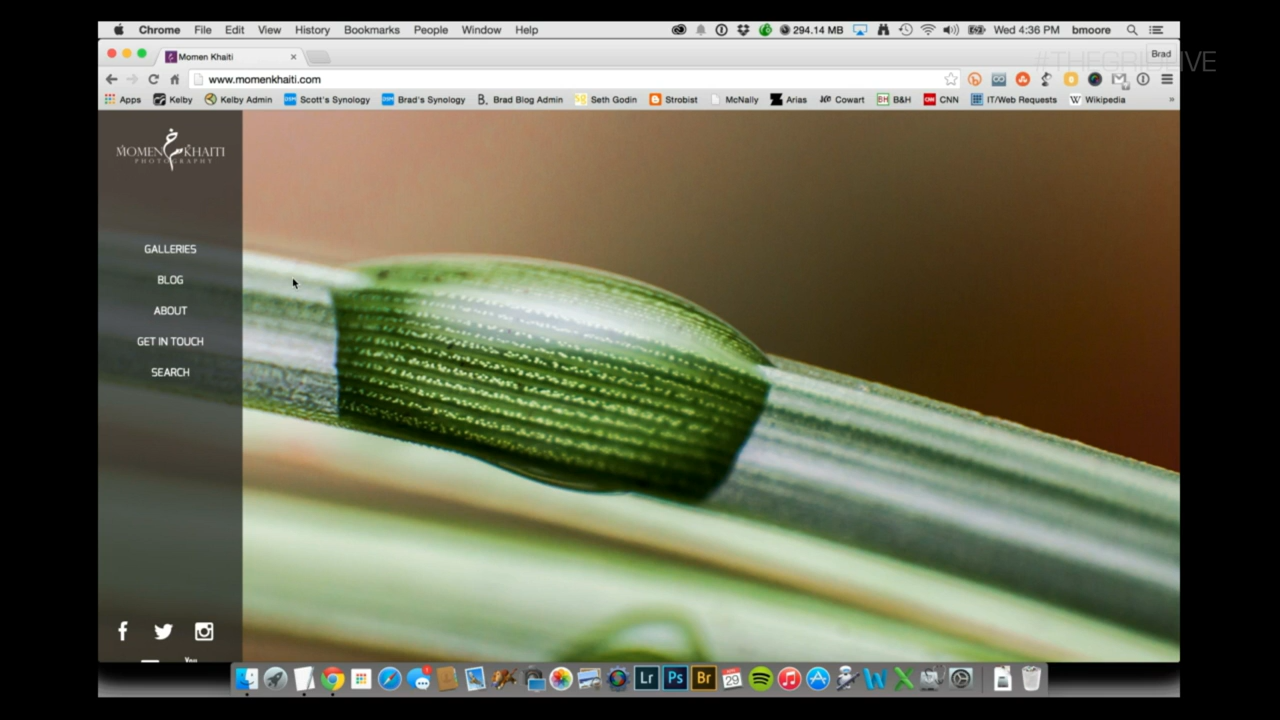 Chrome File Edit View History Bookmarks People Window Help 294.14 MB Wed 4:36 PM bmoore
#THEGRIDLIVE
Momen Khaiti
Brad
www.momenkhaiti.com
Apps Kelby Kelby Admin Scott's Synology Brad's Synology B. Brad Blog Admin Seth Godin Strobist McNally Arias Cowart BH B&H CNN IT/Web Requests W Wikipedia »
MOMEN KHAITI
PHOTOGRAPHY
GALLERIES
BLOG
ABOUT
GET IN TOUCH
SEARCH
You
Lr Ps Br 29